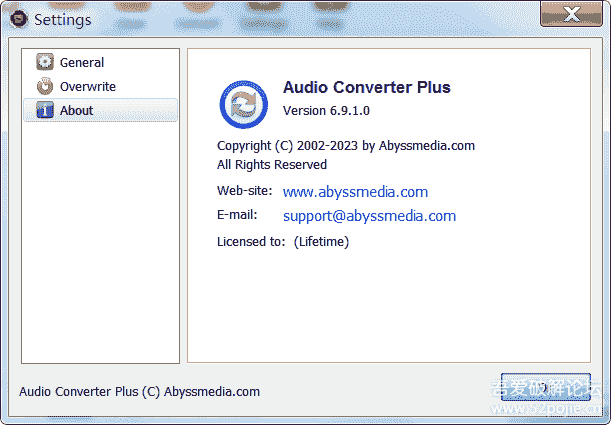 Settings
General
Overwrite
About
Audio Converter Plus
Version 6.9.1.0
Copyright (C) 2002-2023 by Abyssmedia.com
All Rights Reserved
Web-site: www.abyssmedia.com
E-mail: support@abyssmedia.com
Licensed to: (Lifetime)
Audio Converter Plus (C) Abyssmedia.com
吾爱破解论坛
www.52pojie.cn